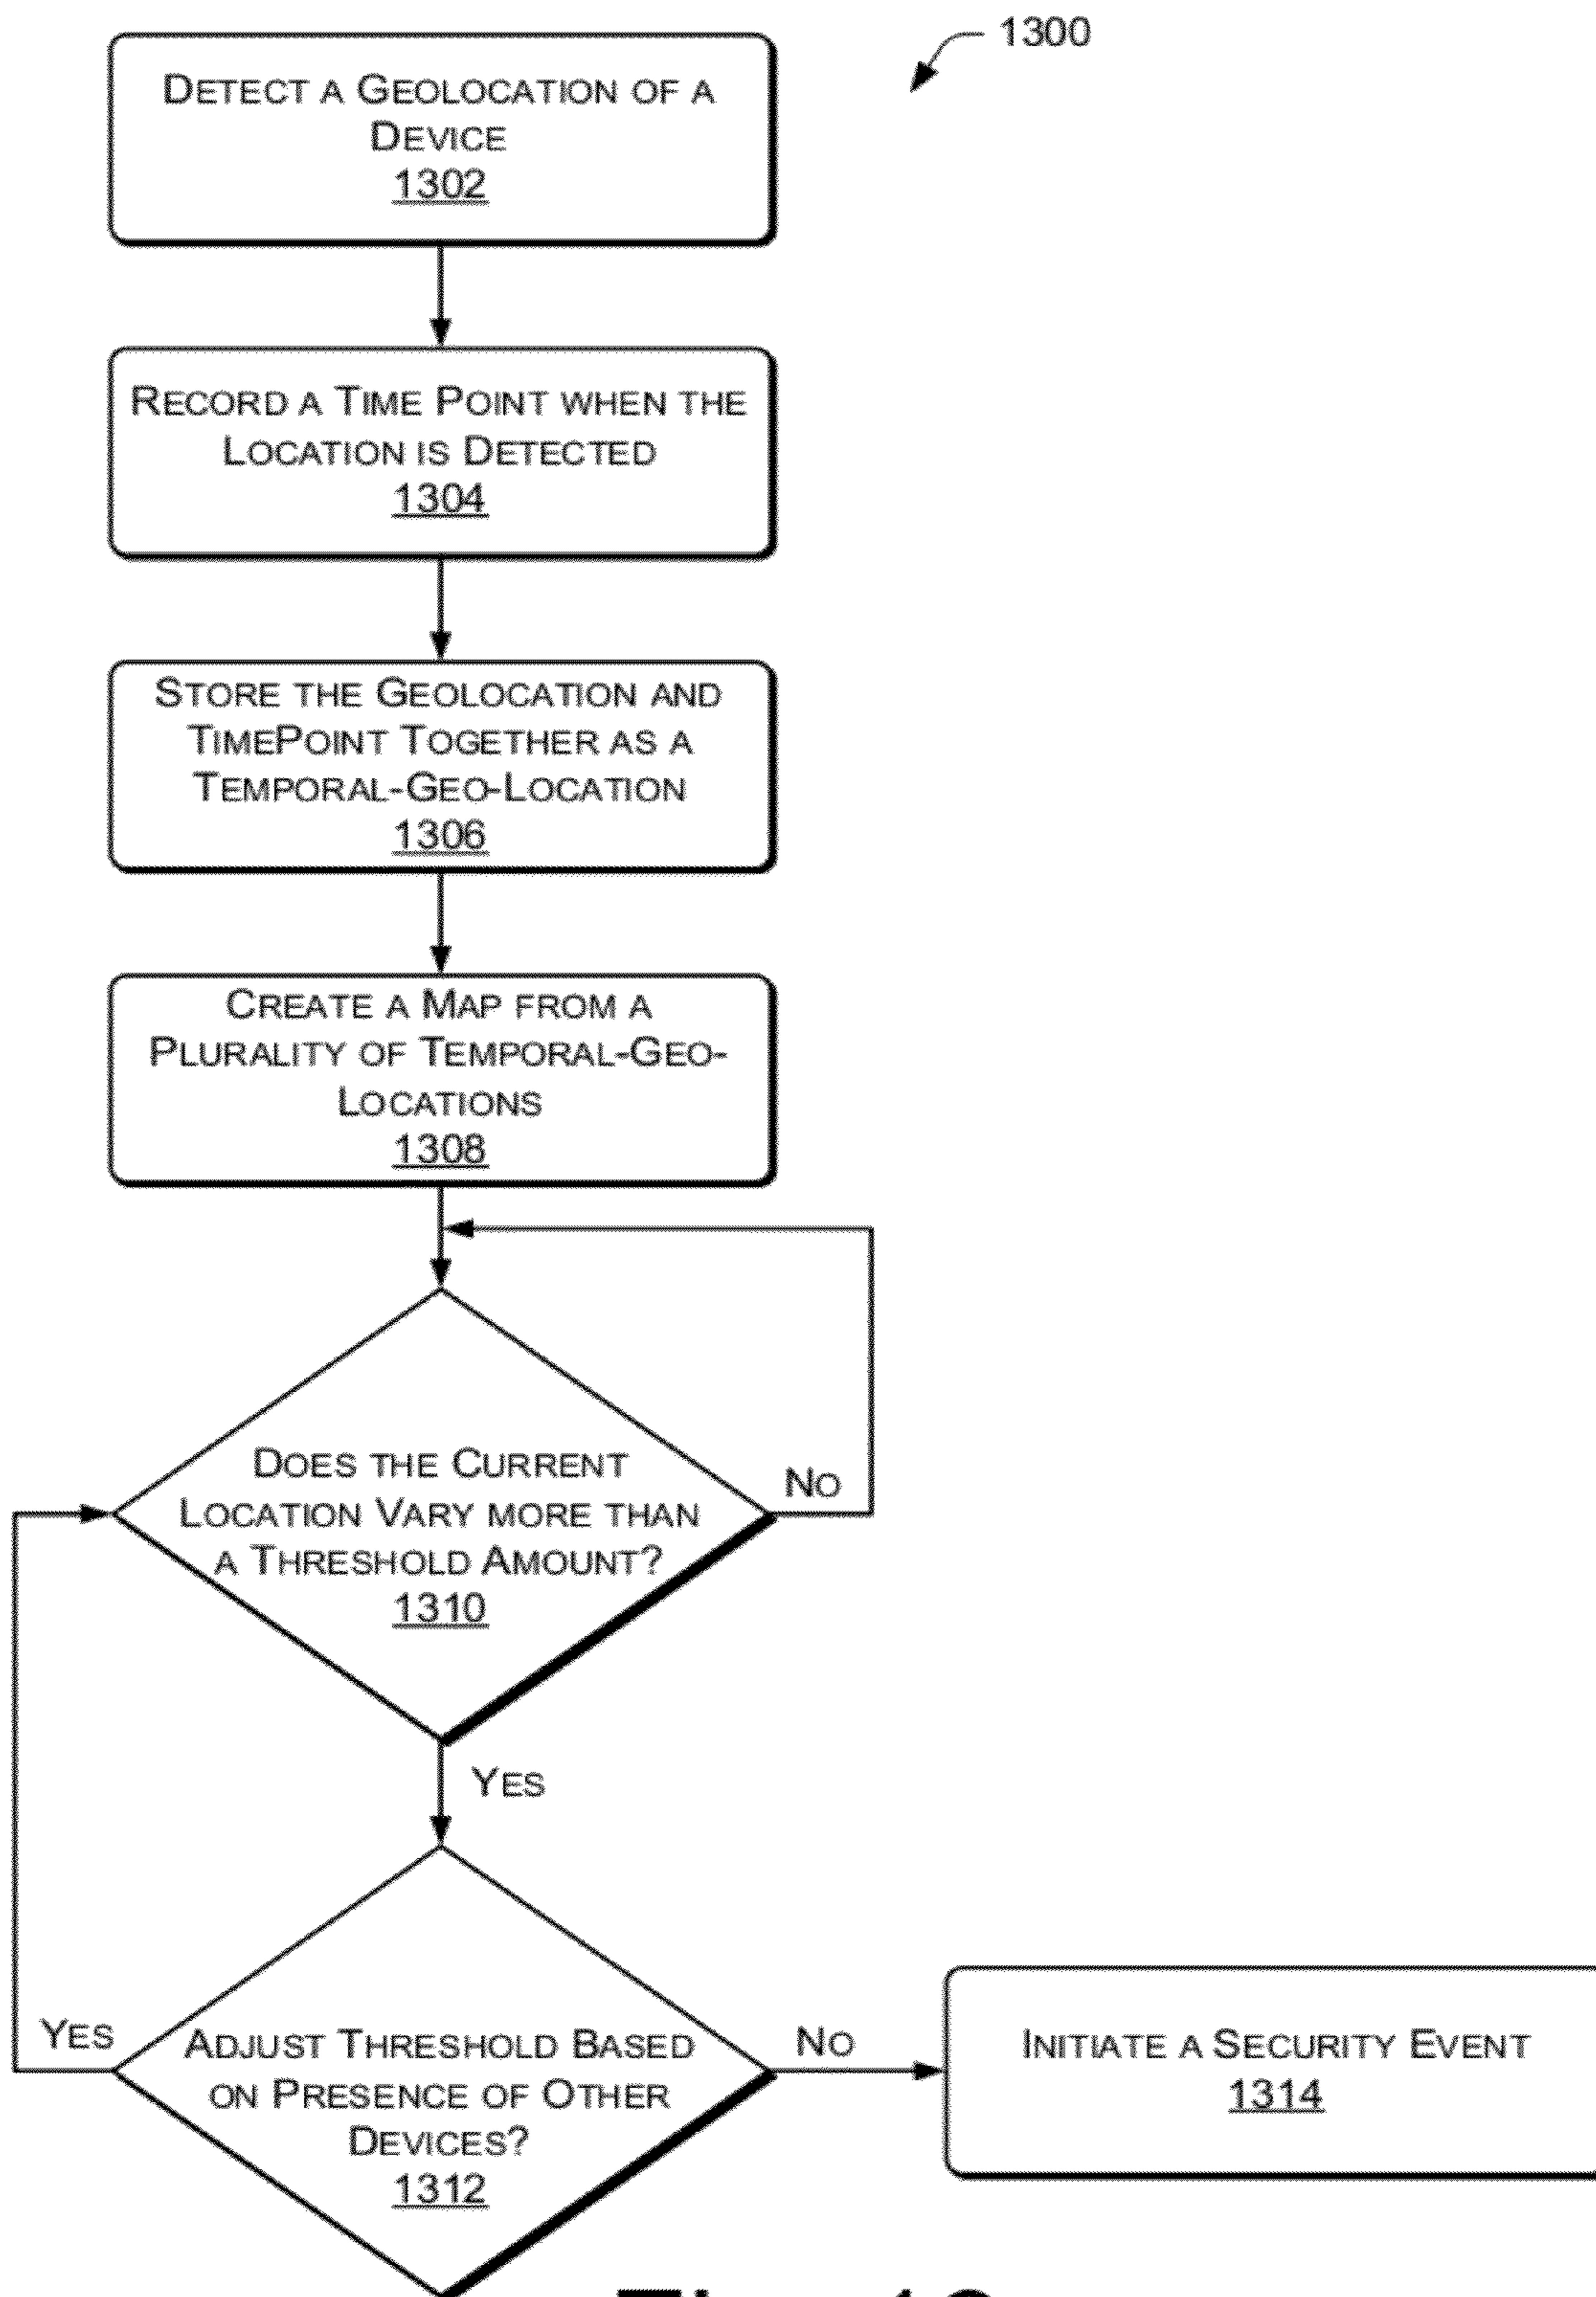 1300
DETECT A GEOLOCATION OF A
DEVICE
1302
RECORD A TIME POINT WHEN THE
LOCATION IS DETECTED
1304
STORE THE GEOLOCATION AND
TIMEPOINT TOGETHER AS A
TEMPORAL-GEO-LOCATION
1306
CREATE A MAP FROM A
PLURALITY OF TEMPORAL-GEO-
LOCATIONS
1308
DOES THE CURRENT
LOCATION VARY MORE THAN
A THRESHOLD AMOUNT?
1310
NO
YES
ADJUST THRESHOLD BASED
ON PRESENCE OF OTHER
DEVICES?
1312
YES
NO
INITIATE A SECURITY EVENT
1314